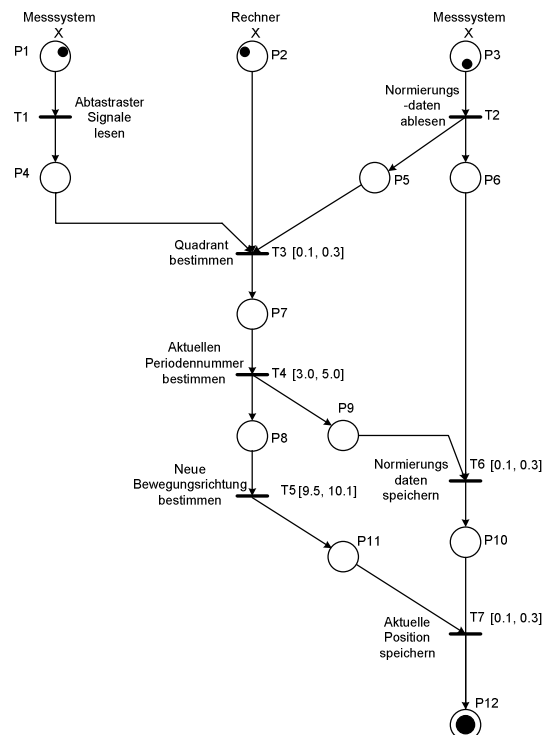 Messsystem
X
Rechner
X
Messsystem
X
P1
P2
P3
T1
Abtastraster
Signale
lesen
Normierungs
-daten
ablesen
T2
P4
P5
P6
Quadrant
bestimmen
T3 [0.1, 0.3]
P7
Aktuellen
Periodennummer
bestimmen
T4 [3.0, 5.0]
P9
P8
Neue
Bewegungsrichtung
bestimmen
T5 [9.5, 10.1]
Normierungs
daten
speichern
T6 [0.1, 0.3]
P11
P10
Aktuelle
Position
speichern
T7 [0.1, 0.3]
P12